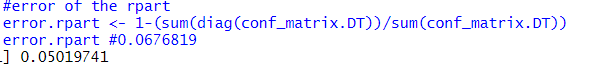 #error of the rpart
error.rpart <- 1-(sum(diag(conf_matrix.DT))/sum(conf_matrix.DT))
error.rpart #0.0676819
1] 0.05019741